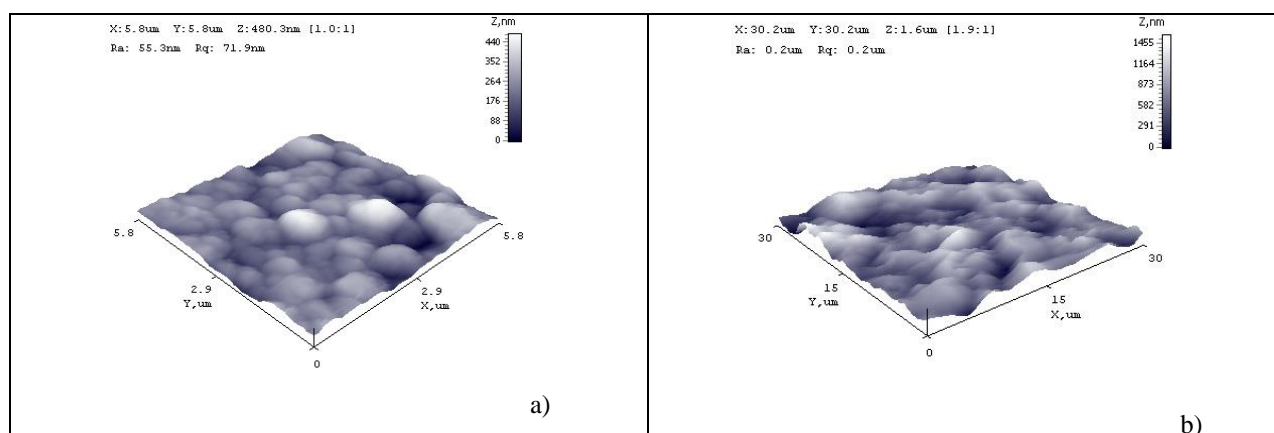 X:5.8um Y:5.8um Z:480.3nm [1.0:1]
Ra: 55.3nm Rq: 71.9nm
Z,nm
440
352
264
176
88
0
5.8
2.9
Y,um
5.8
2.9
X,um
0
a)
X:30.2um Y:30.2um Z:1.6um [1.9:1]
Ra: 0.2um Rq: 0.2um
Z,nm
1455
1164
873
582
291
0
30
15
Y,um
30
15
X,um
0
b)